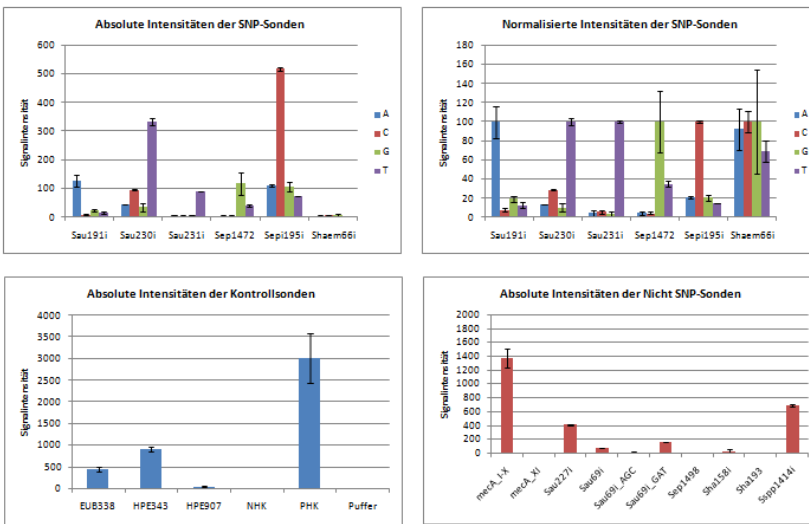 Absolute Intensitäten der SNP-Sonden
Signalintensität
600
500
400
300
200
100
0
Sau191i Sau230i Sau231i Sep1472 Sepi195i Shaem66i
A
C
G
T
Normalisierte Intensitäten der SNP-Sonden
Signalintensität
180
160
140
120
100
80
60
40
20
0
Sau191i Sau230i Sau231i Sep1472 Sepi195i Shaem66i
A
C
G
T
Absolute Intensitäten der Kontrollsonden
Signalintensität
4000
3500
3000
2500
2000
1500
1000
500
0
EUB338 HPE343 HPE907 NHK PHK Puffer
Absolute Intensitäten der Nicht SNP-Sonden
Signalintensität
2000
1800
1600
1400
1200
1000
800
600
400
200
0
mecA_I-X mecA_XI Sau227i Sau69i Sau69i_AGC Sau69i_GAT Sep1498 Sha158i Sha193 Sspp1414i